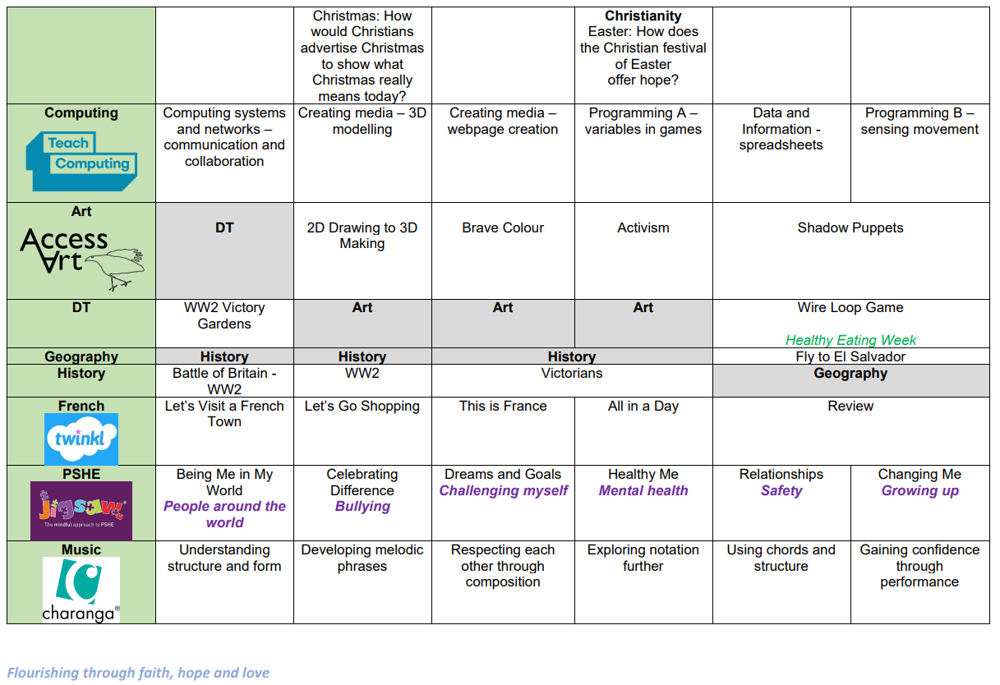 Christmas: How
would Christians
advertise Christmas
to show what
Christmas really
means today?
Christianity
Easter: How does
the Christian festival
of Easter
offer hope?
Computing
Teach
Computing
Computing systems
and networks –
communication and
collaboration
Creating media – 3D
modelling
Creating media –
webpage creation
Programming A –
variables in games
Data and
Information -
spreadsheets
Programming B –
sensing movement
Art
Access
Art
DT
2D Drawing to 3D
Making
Brave Colour
Activism
Shadow Puppets
DT
WW2 Victory
Gardens
Art
Art
Art
Wire Loop Game
Healthy Eating Week
Geography
History
History
History
Fly to El Salvador
History
Battle of Britain -
WW2
WW2
Victorians
Geography
French
twinkl
Let's Visit a French
Town
Let's Go Shopping
This is France
All in a Day
Review
PSHE
the
jigsaw®
The mindful approach to PSHE
Being Me in My
World
People around the
world
Celebrating
Difference
Bullying
Dreams and Goals
Challenging myself
Healthy Me
Mental health
Relationships
Safety
Changing Me
Growing up
Music
charanga®
Understanding
structure and form
Developing melodic
phrases
Respecting each
other through
composition
Exploring notation
further
Using chords and
structure
Gaining confidence
through
performance
Flourishing through faith, hope and love